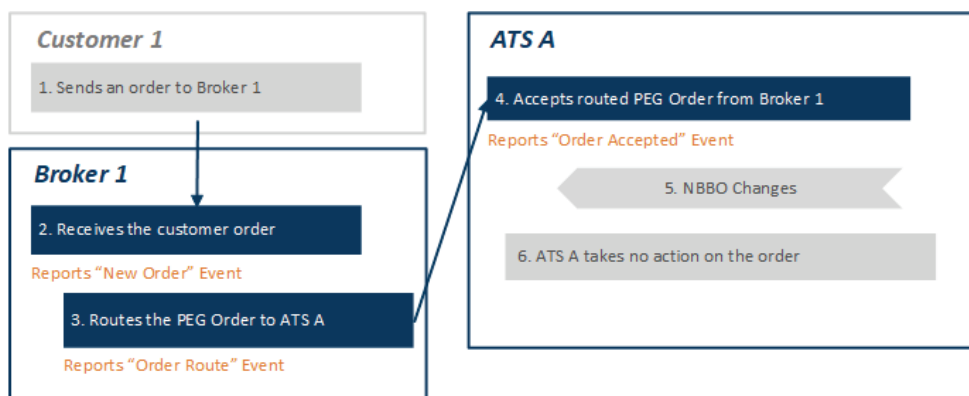 Customer 1
1. Sends an order to Broker 1
Broker 1
2. Receives the customer order
Reports “New Order” Event
3. Routes the PEG Order to ATS A
Reports “Order Route” Event
ATS A
4. Accepts routed PEG Order from Broker 1
Reports “Order Accepted” Event
5. NBBO Changes
6. ATS A takes no action on the order